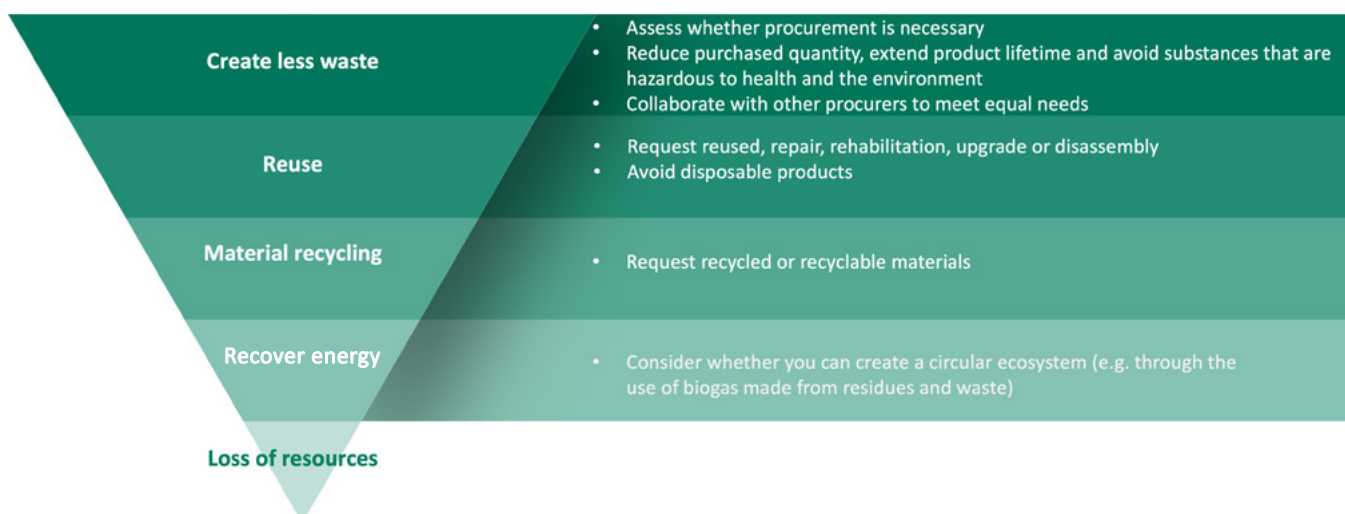 Create less waste
• Assess whether procurement is necessary
• Reduce purchased quantity, extend product lifetime and avoid substances that are
hazardous to health and the environment
• Collaborate with other procurers to meet equal needs
Reuse
• Request reused, repair, rehabilitation, upgrade or disassembly
• Avoid disposable products
Material recycling
• Request recycled or recyclable materials
Recover energy
• Consider whether you can create a circular ecosystem (e.g. through the
use of biogas made from residues and waste)
Loss of resources